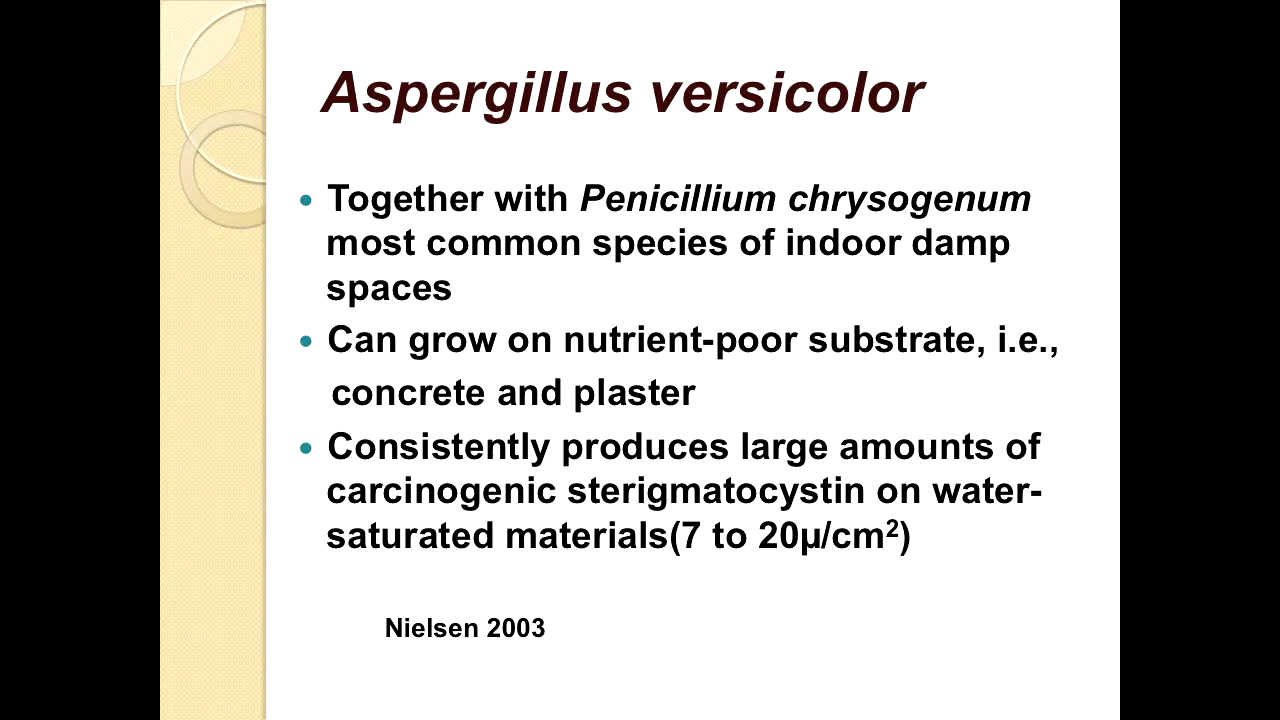 Aspergillus versicolor
• Together with Penicillium chrysogenum
most common species of indoor damp
spaces
• Can grow on nutrient-poor substrate, i.e.,
concrete and plaster
• Consistently produces large amounts of
carcinogenic sterigmatocystin on water-
saturated materials(7 to 20µ/cm²)
Nielsen 2003